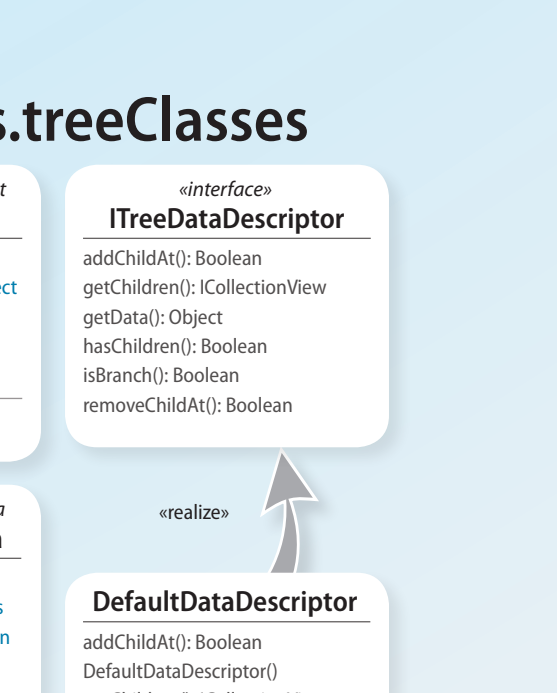 s.treeClasses
«interface»
ITreeDataDescriptor
addChildAt(): Boolean
getChildren(): ICollectionView
getData(): Object
hasChildren(): Boolean
isBranch(): Boolean
removeChildAt(): Boolean
«realize»
DefaultDataDescriptor
addChildAt(): Boolean
DefaultDataDescriptor()